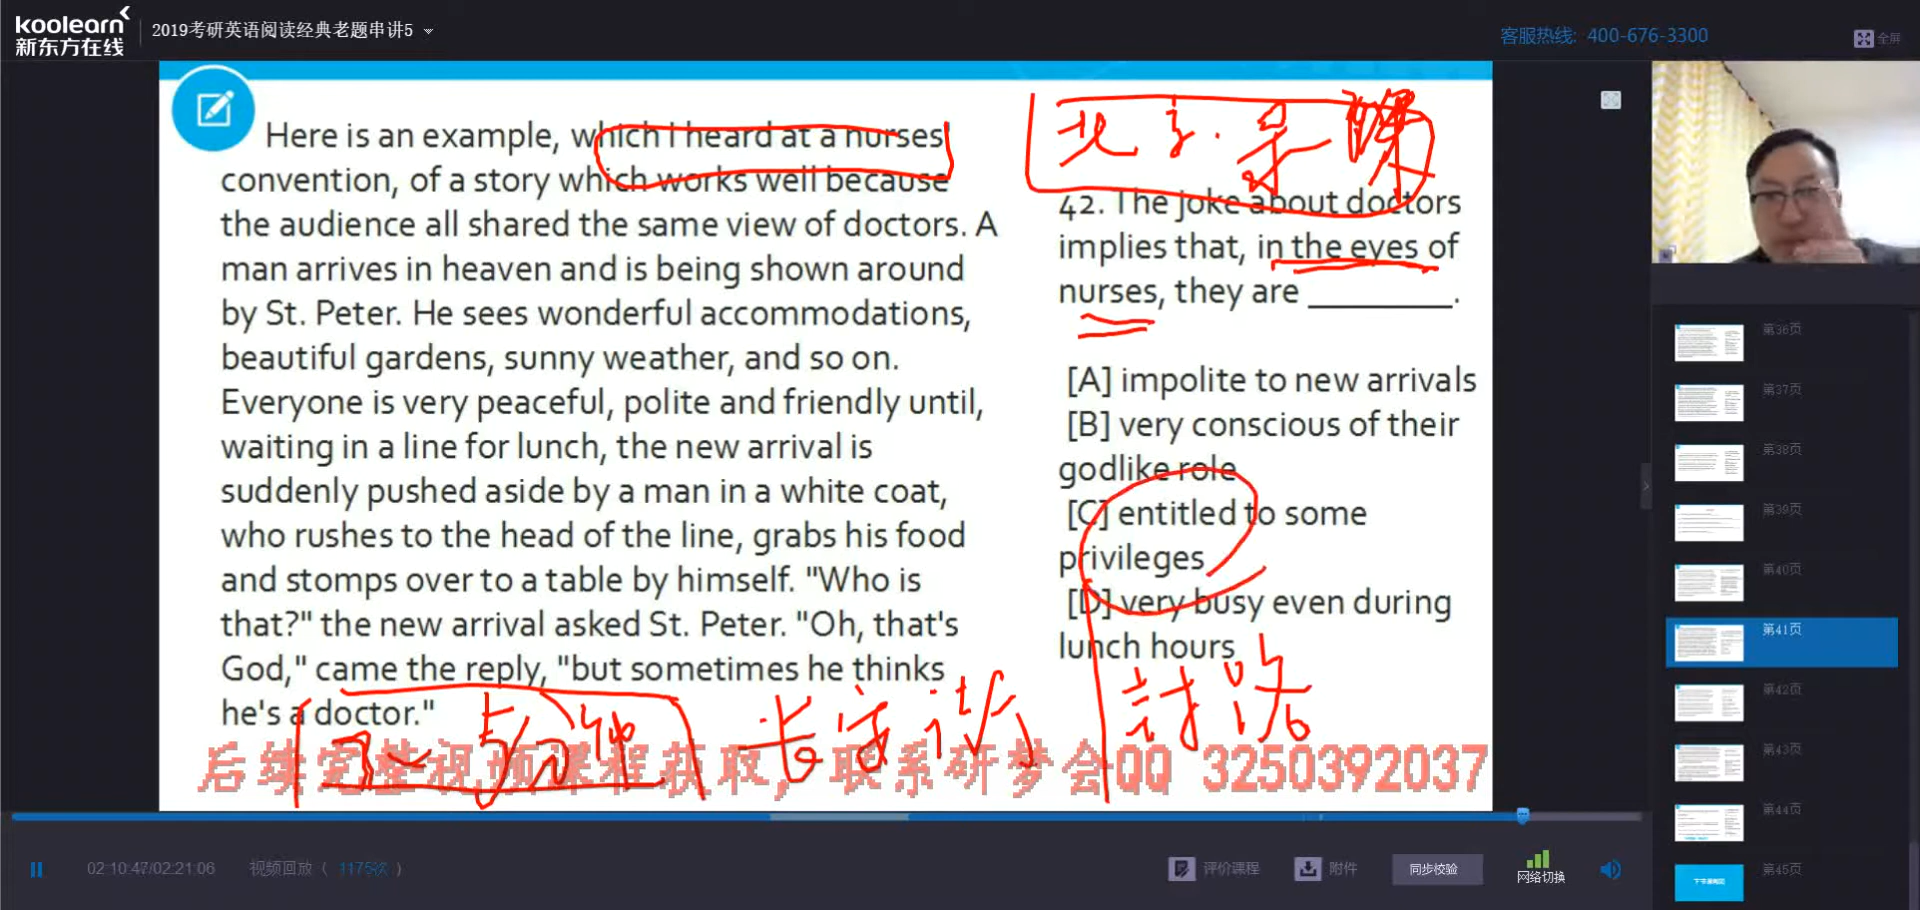 koolearn
新东方在线
2019考研英语阅读经典老题串讲5
客服热线: 400-676-3300
全屏
Here is an example, which I heard at a nurses
convention, of a story which works well because
the audience all shared the same view of doctors. A
man arrives in heaven and is being shown around
by St. Peter. He sees wonderful accommodations,
beautiful gardens, sunny weather, and so on.
Everyone is very peaceful, polite and friendly until,
waiting in a line for lunch, the new arrival is
suddenly pushed aside by a man in a white coat,
who rushes to the head of the line, grabs his food
and stomps over to a table by himself. "Who is
that?" the new arrival asked St. Peter. "Oh, that's
God," came the reply, "but sometimes he thinks
he's a doctor."
42. The joke about doctors
implies that, in the eyes of
nurses, they are ________.
[A] impolite to new arrivals
[B] very conscious of their
godlike role
[C] entitled to some
privileges
[D] very busy even during
lunch hours
后续完整视频课程获取，联系研梦会QQ 3250392037
第36页
第37页
第38页
第39页
第40页
第41页
第42页
第43页
第44页
第45页
02:10:47/02:21:06
视频回放（ 1175次 ）
评价课程
附件
同步校验
网络切换